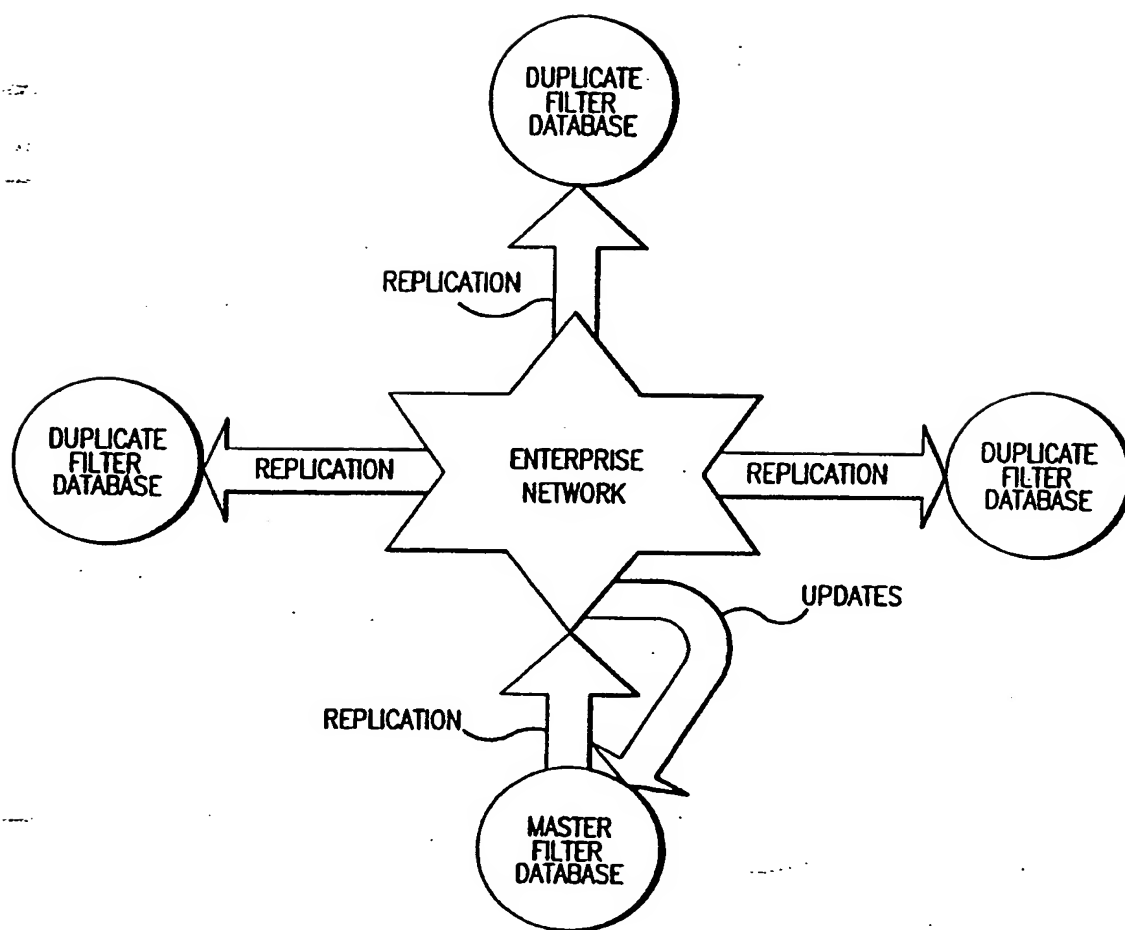 DUPLICATE
FILTER
DATABASE
REPLICATION
DUPLICATE
FILTER
DATABASE
REPLICATION
ENTERPRISE
NETWORK
REPLICATION
DUPLICATE
FILTER
DATABASE
UPDATES
REPLICATION
MASTER
FILTER
DATABASE